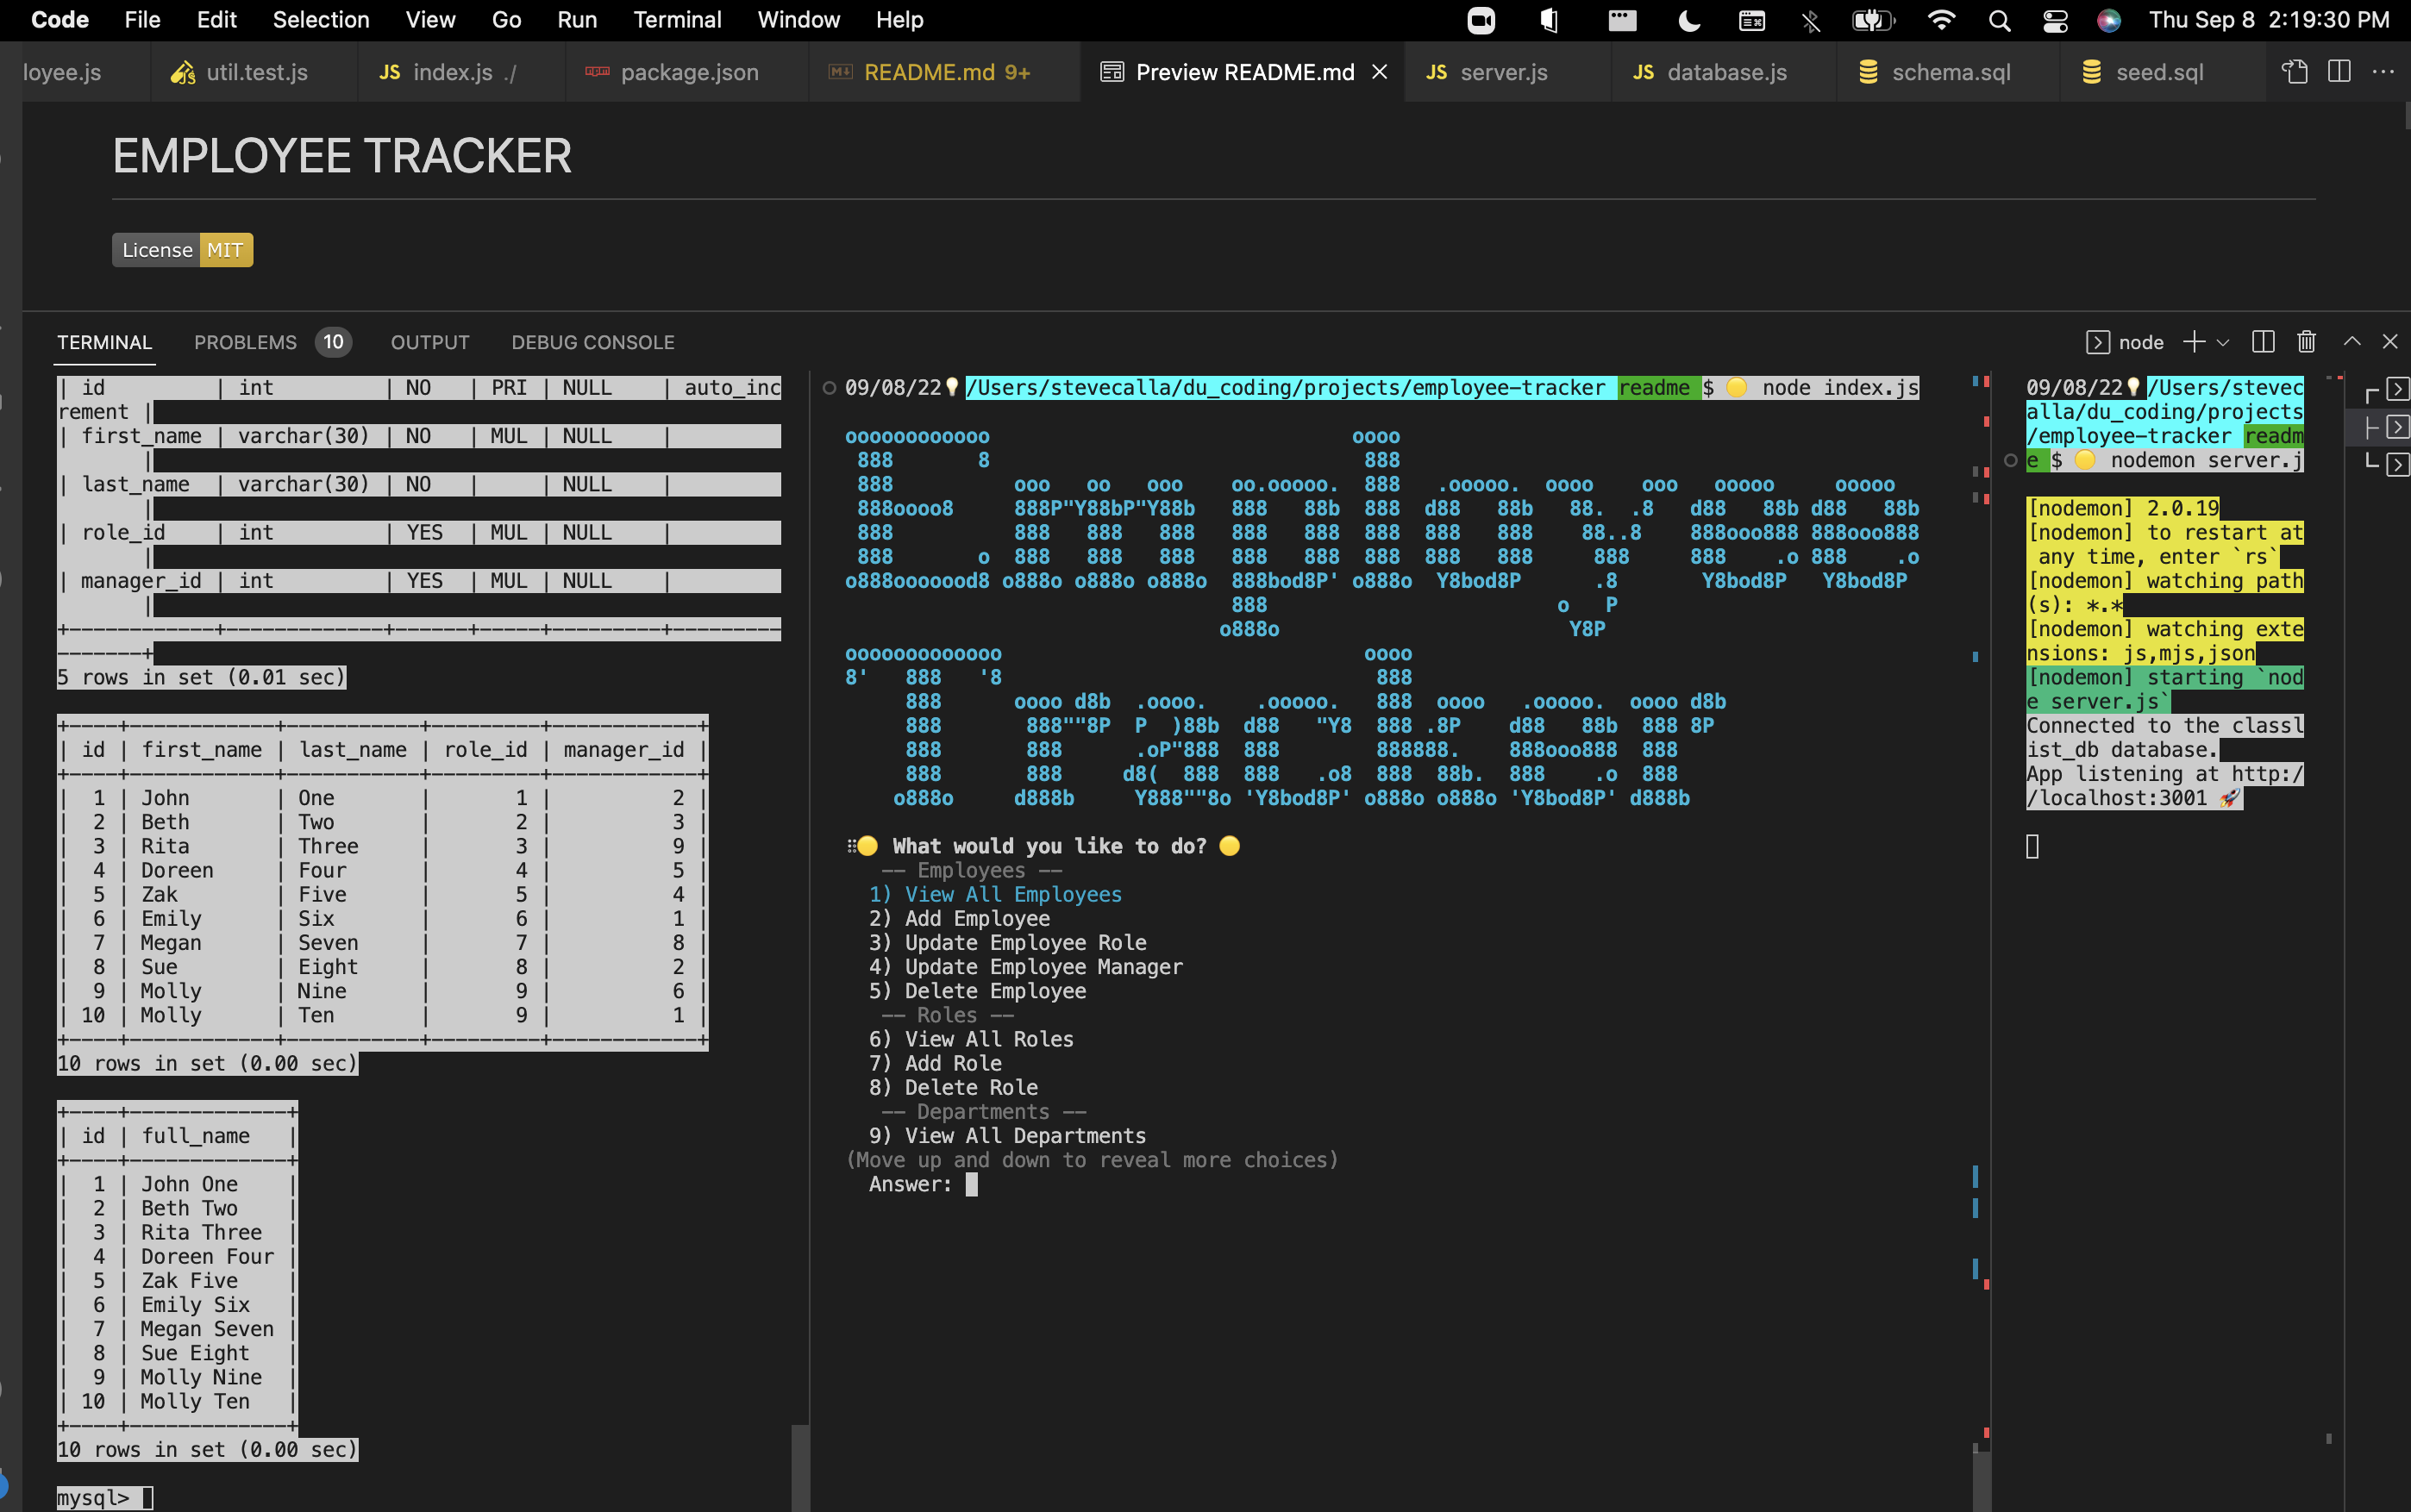 Code File Edit Selection View Go Run Terminal Window Help Thu Sep 8 2:19:30 PM
loyee.js util.test.js JS index.js ./ package.json README.md 9+ Preview README.md JS server.js JS database.js schema.sql seed.sql
EMPLOYEE TRACKER
License MIT
TERMINAL PROBLEMS 10 OUTPUT DEBUG CONSOLE node
| id | int | NO | PRI | NULL | auto_inc
rement |
| first_name | varchar(30) | NO | MUL | NULL |
|
| last_name | varchar(30) | NO | | NULL |
|
| role_id | int | YES | MUL | NULL |
|
| manager_id | int | YES | MUL | NULL |
|
5 rows in set (0.01 sec)
| id | first_name | last_name | role_id | manager_id |
| 1 | John | One | 1 | 2 |
| 2 | Beth | Two | 2 | 3 |
| 3 | Rita | Three | 3 | 9 |
| 4 | Doreen | Four | 4 | 5 |
| 5 | Zak | Five | 5 | 4 |
| 6 | Emily | Six | 6 | 1 |
| 7 | Megan | Seven | 7 | 8 |
| 8 | Sue | Eight | 8 | 2 |
| 9 | Molly | Nine | 9 | 6 |
| 10 | Molly | Ten | 9 | 1 |
10 rows in set (0.00 sec)
| id | full_name |
| 1 | John One |
| 2 | Beth Two |
| 3 | Rita Three |
| 4 | Doreen Four |
| 5 | Zak Five |
| 6 | Emily Six |
| 7 | Megan Seven |
| 8 | Sue Eight |
| 9 | Molly Nine |
| 10 | Molly Ten |
10 rows in set (0.00 sec)
mysql>
09/08/22💡/Users/stevecalla/du_coding/projects/employee-tracker readme $ 🟡 node index.js
Employee
Tracker
🟡 What would you like to do? 🟡
—— Employees ——
1) View All Employees
2) Add Employee
3) Update Employee Role
4) Update Employee Manager
5) Delete Employee
—— Roles ——
6) View All Roles
7) Add Role
8) Delete Role
—— Departments ——
9) View All Departments
(Move up and down to reveal more choices)
Answer:
09/08/22💡/Users/stevec
alla/du_coding/projects
/employee-tracker readm
e $ 🟡 nodemon server.j
[nodemon] 2.0.19
[nodemon] to restart at
any time, enter `rs`
[nodemon] watching path
(s): *.*
[nodemon] watching exte
nsions: js,mjs,json
[nodemon] starting `nod
e server.js`
Connected to the classl
ist_db database.
App listening at http:/
/localhost:3001 🚀